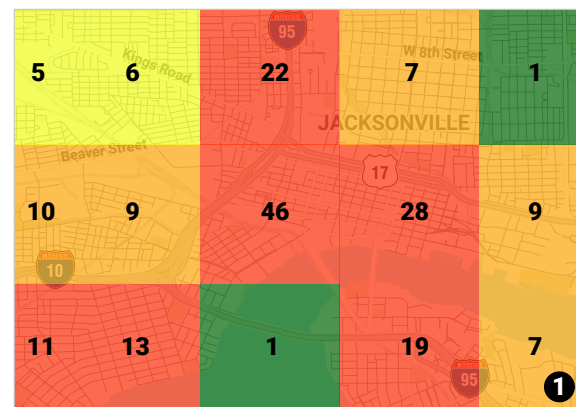 95
Kings Road
W 8th Street
5 6 22 7 1
JACKSONVILLE
Beaver Street
17
10 9 46 28 9
10
11 13 1 19 7
95
1